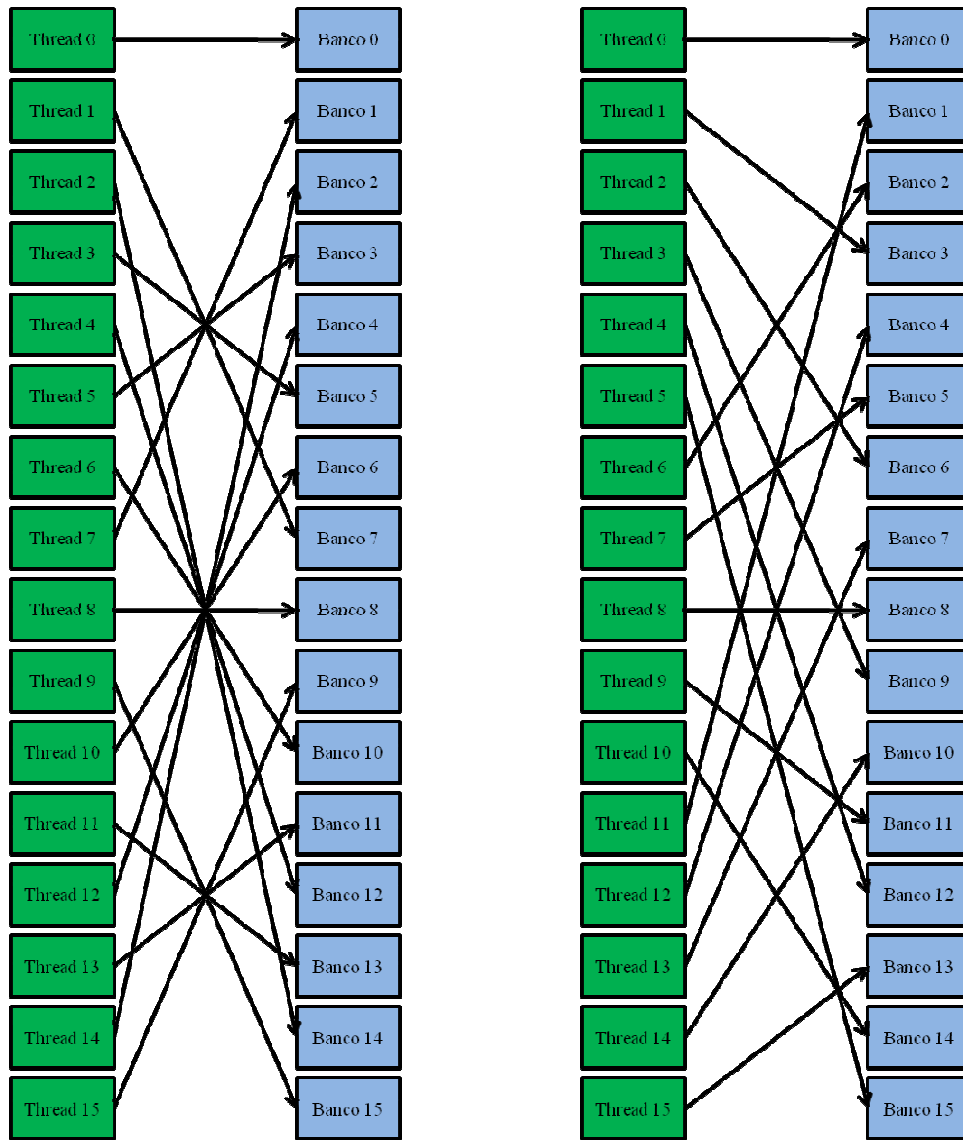 Thread 0 Banco 0 Thread 0 Banco 0
Thread 1 Banco 1 Thread 1 Banco 1
Thread 2 Banco 2 Thread 2 Banco 2
Thread 3 Banco 3 Thread 3 Banco 3
Thread 4 Banco 4 Thread 4 Banco 4
Thread 5 Banco 5 Thread 5 Banco 5
Thread 6 Banco 6 Thread 6 Banco 6
Thread 7 Banco 7 Thread 7 Banco 7
Thread 8 Banco 8 Thread 8 Banco 8
Thread 9 Banco 9 Thread 9 Banco 9
Thread 10 Banco 10 Thread 10 Banco 10
Thread 11 Banco 11 Thread 11 Banco 11
Thread 12 Banco 12 Thread 12 Banco 12
Thread 13 Banco 13 Thread 13 Banco 13
Thread 14 Banco 14 Thread 14 Banco 14
Thread 15 Banco 15 Thread 15 Banco 15